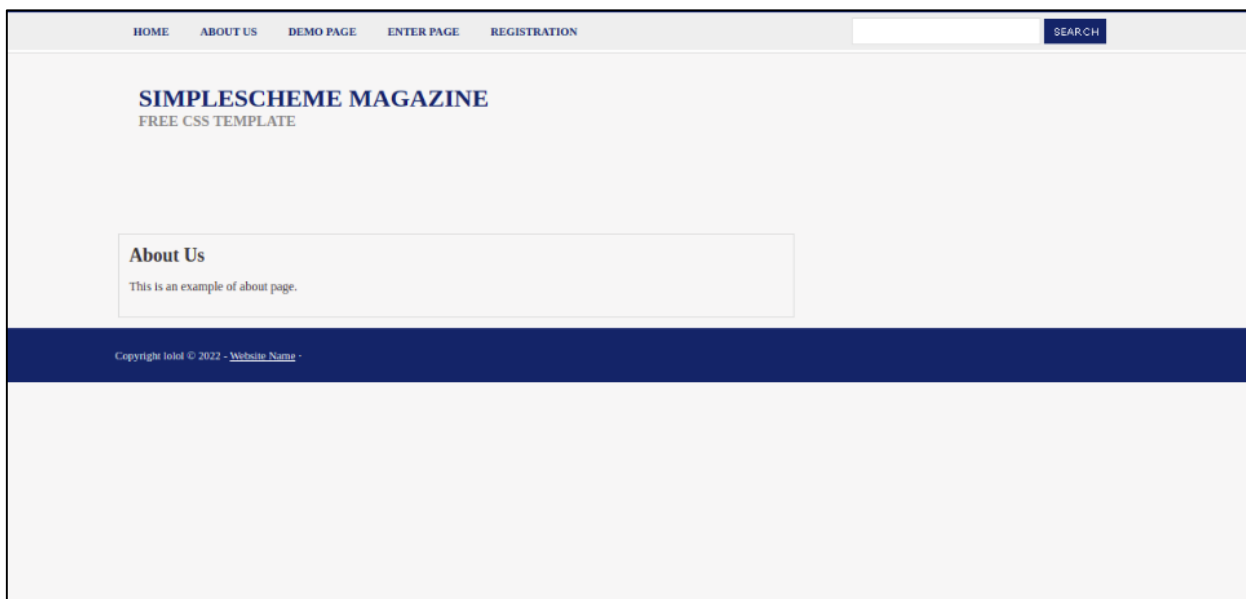 HOME ABOUT US DEMO PAGE ENTER PAGE REGISTRATION SEARCH
SIMPLESCHEME MAGAZINE
FREE CSS TEMPLATE
About Us
This is an example of about page.
Copyright lolol © 2022 - Website Name ·